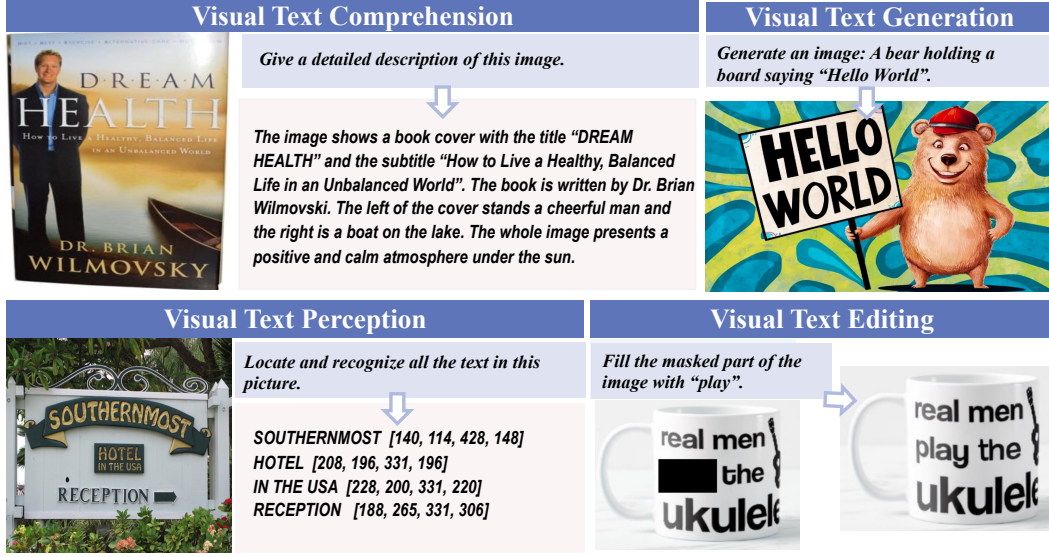 Visual Text Comprehension
D·R·E·A·M
HEALTH
HOW TO LIVE A HEALTHY, BALANCED LIFE
IN AN UNBALANCED WORLD
DR. BRIAN
WILMOVSKY
Give a detailed description of this image.
The image shows a book cover with the title “DREAM
HEALTH” and the subtitle “How to Live a Healthy, Balanced
Life in an Unbalanced World”. The book is written by Dr. Brian
Wilmovski. The left of the cover stands a cheerful man and
the right is a boat on the lake. The whole image presents a
positive and calm atmosphere under the sun.
Visual Text Generation
Generate an image: A bear holding a
board saying “Hello World”.
HELLO
WORLD
Visual Text Perception
SOUTHERNMOST
HOTEL
IN THE USA
RECEPTION
Locate and recognize all the text in this
picture.
SOUTHERNMOST [140, 114, 428, 148]
HOTEL [208, 196, 331, 196]
IN THE USA [228, 200, 331, 220]
RECEPTION [188, 265, 331, 306]
Visual Text Editing
Fill the masked part of the
image with “play”.
real men
the
ukulele
real men
play the
ukulele